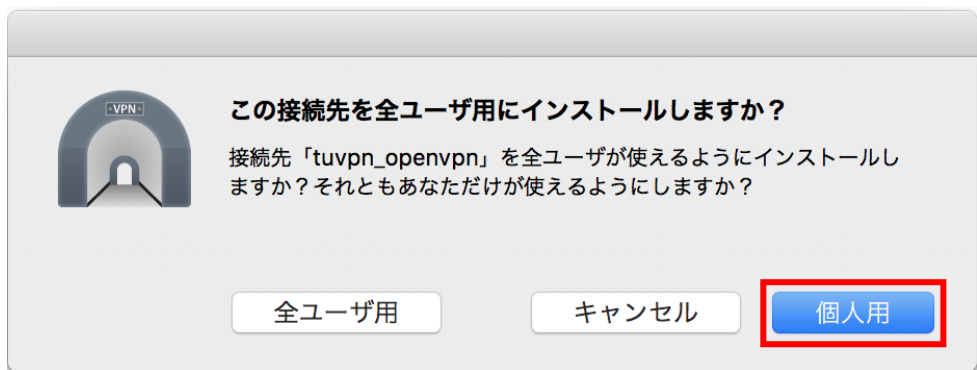 ・VPN・
この接続先を全ユーザ用にインストールしますか？
接続先「tuvpn_openvpn」を全ユーザが使えるようにインストールし
ますか？それともあなただけが使えるようにしますか？
全ユーザ用
キャンセル
個人用